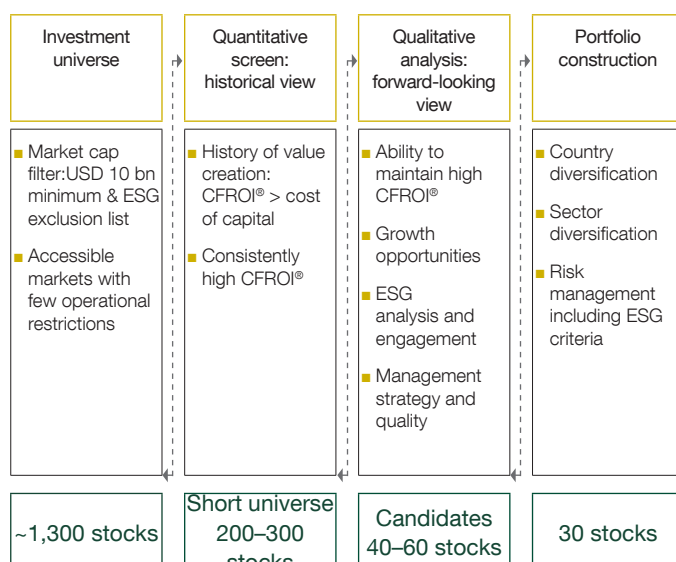 Investment
universe
Quantitative
screen:
historical view
Qualitative
analysis:
forward-looking
view
Portfolio
construction
■ Market cap
filter:USD 10 bn
minimum & ESG
exclusion list
■ Accessible
markets with
few operational
restrictions
■ History of value
creation:
CFROI® > cost
of capital
■ Consistently
high CFROI®
■ Ability to
maintain high
CFROI®
■ Growth
opportunities
■ ESG
analysis and
engagement
■ Management
strategy and
quality
■ Country
diversification
■ Sector
diversification
■ Risk
management
including ESG
criteria
~1,300 stocks
Short universe
200–300
stocks
Candidates
40–60 stocks
30 stocks